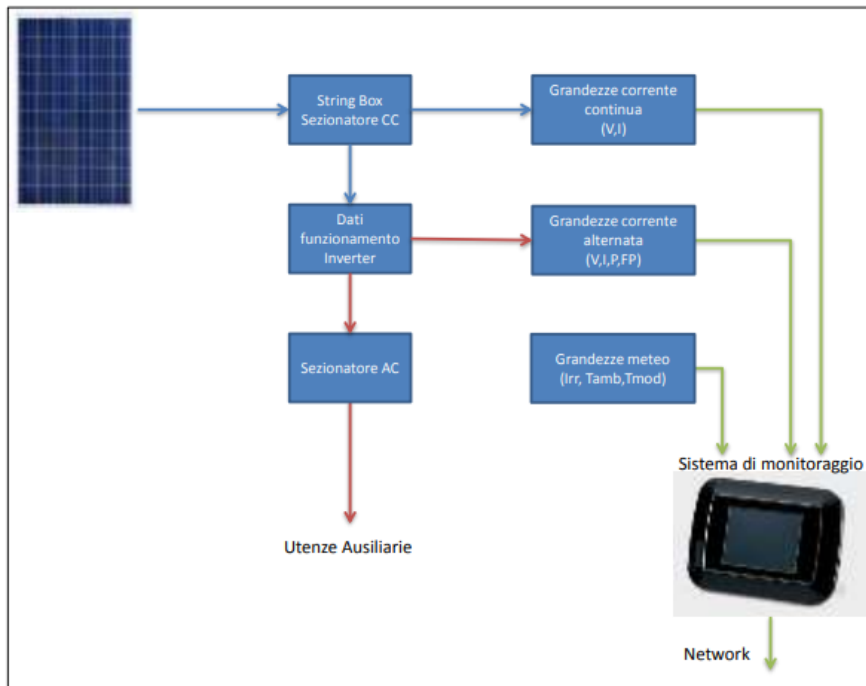 String Box
Sezionatore CC
Grandezze corrente
continua
(V,I)
Dati
funzionamento
Inverter
Grandezze corrente
alternata
(V,I,P,FP)
Sezionatore AC
Grandezze meteo
(Irr, Tamb,Tmod)
Sistema di monitoraggio
Utenze Ausiliarie
Network